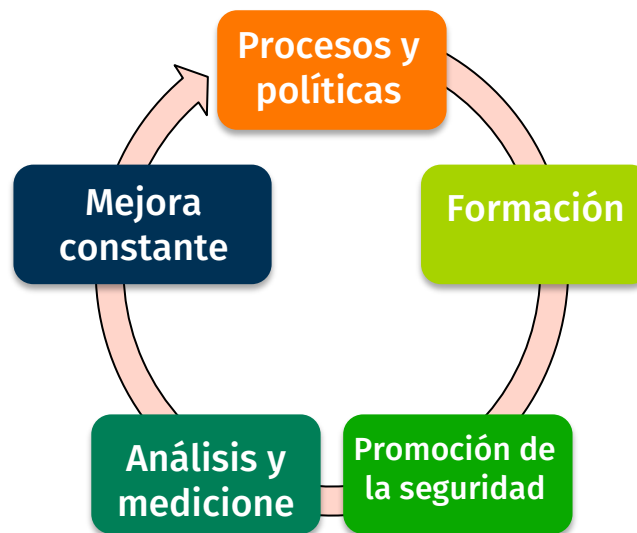 Procesos y
políticas
Formación
Promoción de
la seguridad
Análisis y
medicione
Mejora
constante